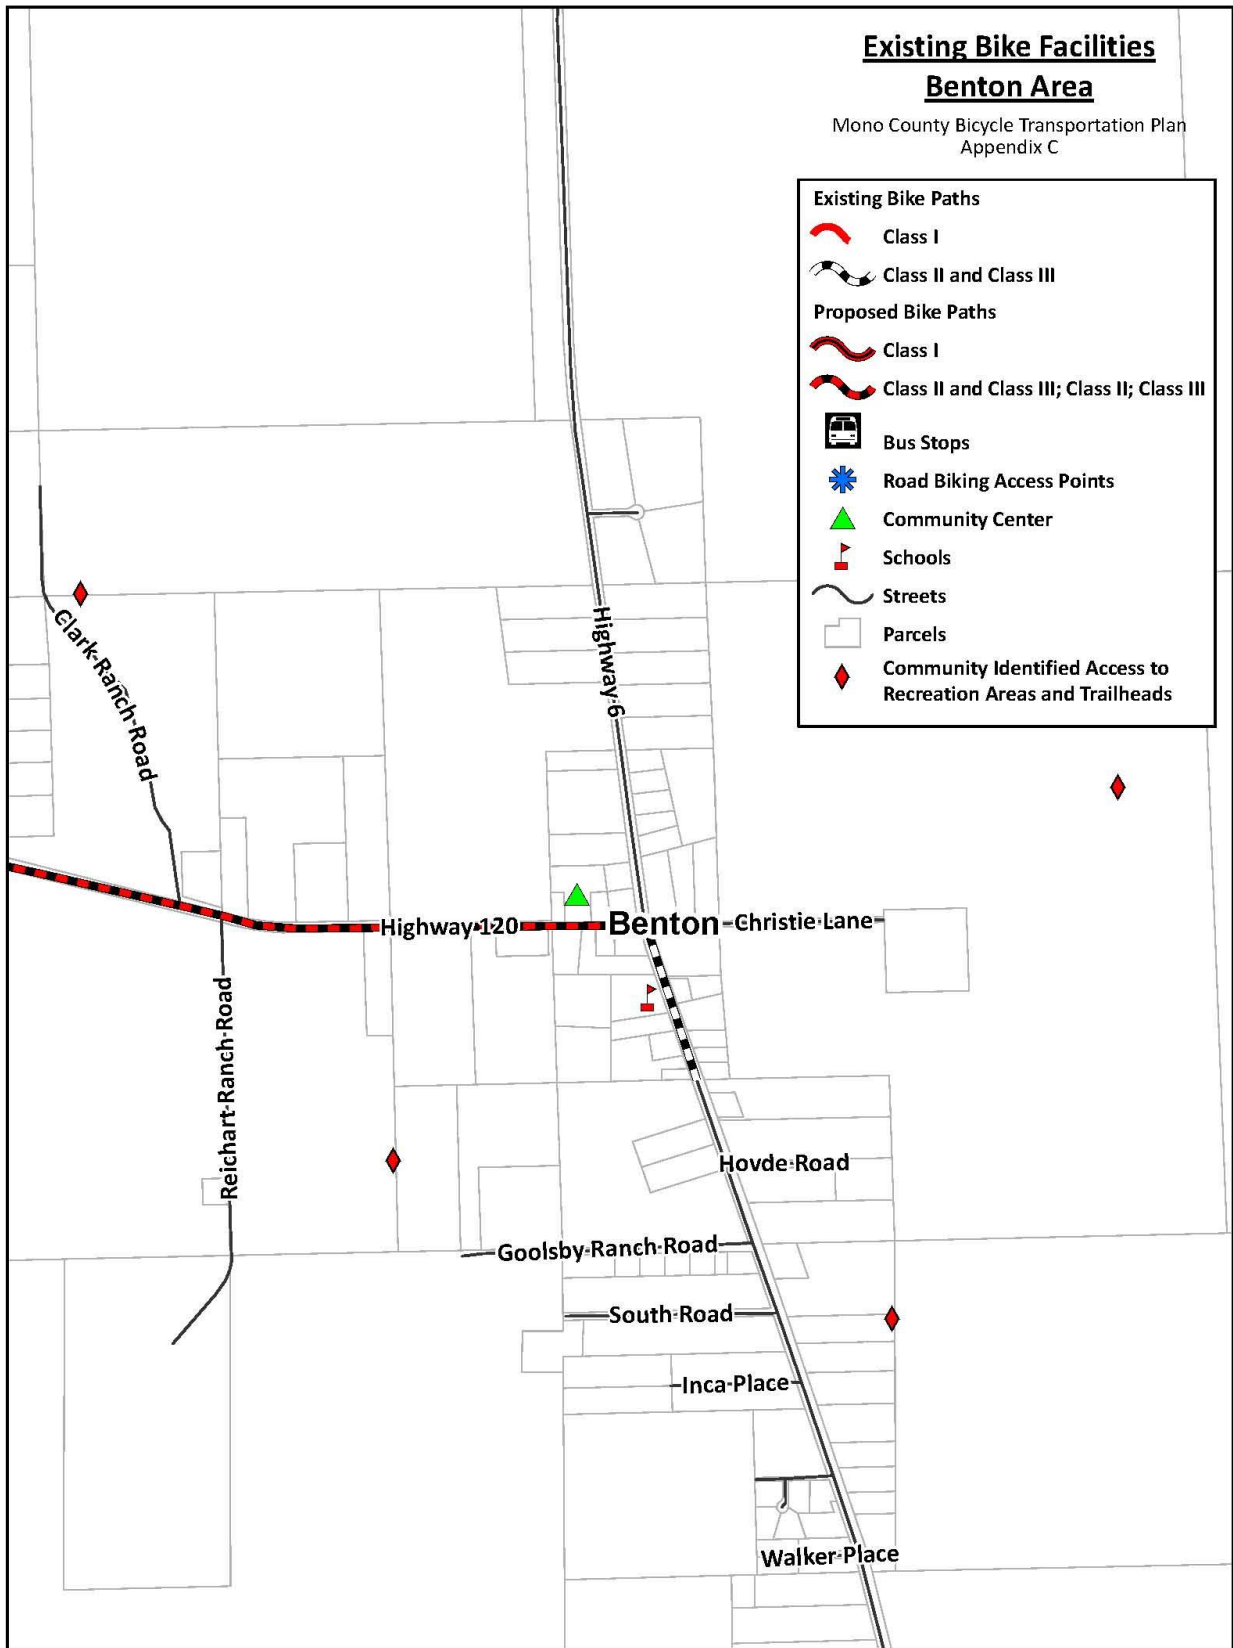 Existing Bike Facilities
Benton Area
Mono County Bicycle Transportation Plan
Appendix C
Existing Bike Paths
Class I
Class II and Class III
Proposed Bike Paths
Class I
Class II and Class III; Class II; Class III
Bus Stops
Road Biking Access Points
Community Center
Schools
Streets
Parcels
Community Identified Access to
Recreation Areas and Trailheads
Highway 6
Clark Ranch Road
Highway 120
Benton
Christie Lane
Reichart Ranch Road
Hovde Road
Goolsby Ranch Road
South Road
Inca Place
Walker Place